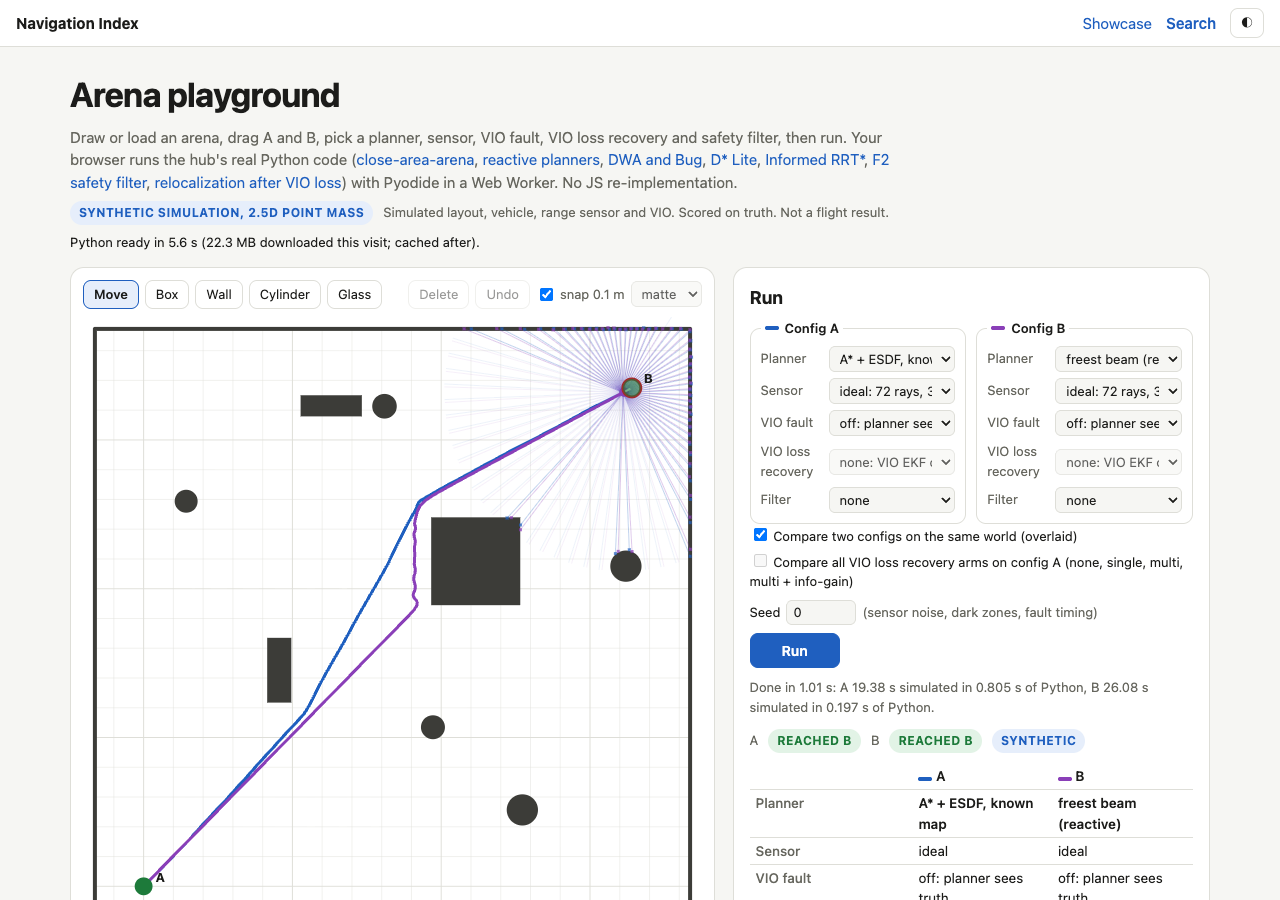 Navigation Index
Showcase Search
Arena playground
Draw or load an arena, drag A and B, pick a planner, sensor, VIO fault, VIO loss recovery and safety filter, then run. Your
browser runs the hub's real Python code (close-area-arena, reactive planners, DWA and Bug, D* Lite, Informed RRT*, F2
safety filter, relocalization after VIO loss) with Pyodide in a Web Worker. No JS re-implementation.
SYNTHETIC SIMULATION, 2.5D POINT MASS Simulated layout, vehicle, range sensor and VIO. Scored on truth. Not a flight result.
Python ready in 5.6 s (22.3 MB downloaded this visit; cached after).
Move Box Wall Cylinder Glass Delete Undo snap 0.1 m matte
B
A
Run
Config A
Planner A* + ESDF, know
Sensor ideal: 72 rays, 3
VIO fault off: planner see
VIO loss
recovery none: VIO EKF
Filter none
Config B
Planner freest beam (re
Sensor ideal: 72 rays, 3
VIO fault off: planner see
VIO loss
recovery none: VIO EKF
Filter none
Compare two configs on the same world (overlaid)
Compare all VIO loss recovery arms on config A (none, single, multi,
multi + info-gain)
Seed 0 (sensor noise, dark zones, fault timing)
Run
Done in 1.01 s: A 19.38 s simulated in 0.805 s of Python, B 26.08 s
simulated in 0.197 s of Python.
A REACHED B B REACHED B SYNTHETIC
A B
Planner A* + ESDF, known freest beam
map (reactive)
Sensor ideal ideal
VIO fault off: planner sees off: planner sees
truth truth